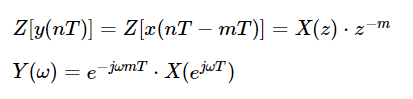 Z[y(nT)] = Z[x(nT − mT)] = X(z) · z^{−m}
Y(ω) = e^{−jωmT} · X(e^{jωT})